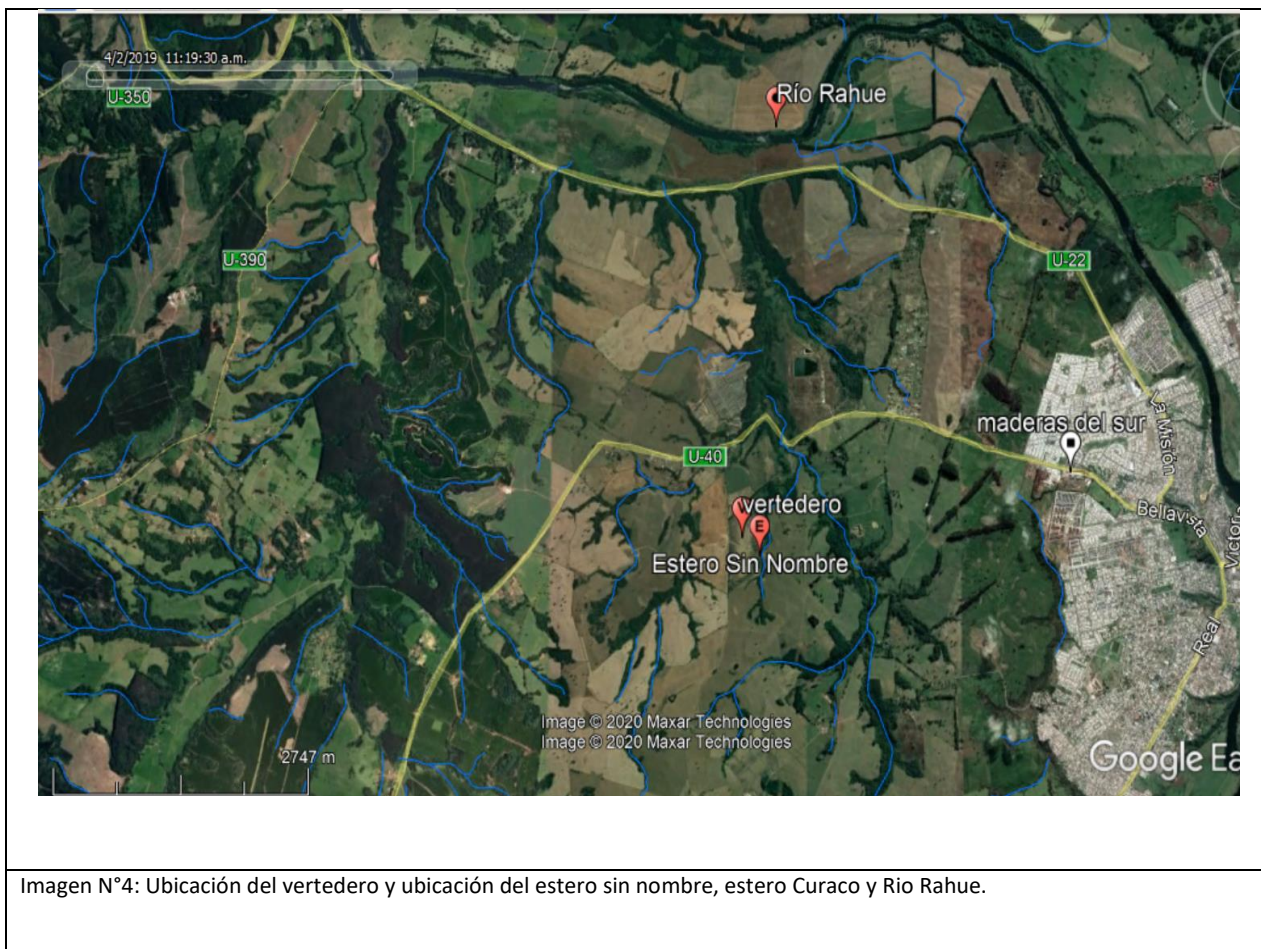 4/2/2019 11:19:30 a.m.
U-350
Río Rahue
U-390
U-22
maderas del sur
La Misión
U-40
vertedero
Bellavista
E
Victoria
Estero Sin Nombre
Real
Image © 2020 Maxar Technologies
Image © 2020 Maxar Technologies
2747 m
Google Ea
Imagen N°4: Ubicación del vertedero y ubicación del estero sin nombre, estero Curaco y Rio Rahue.